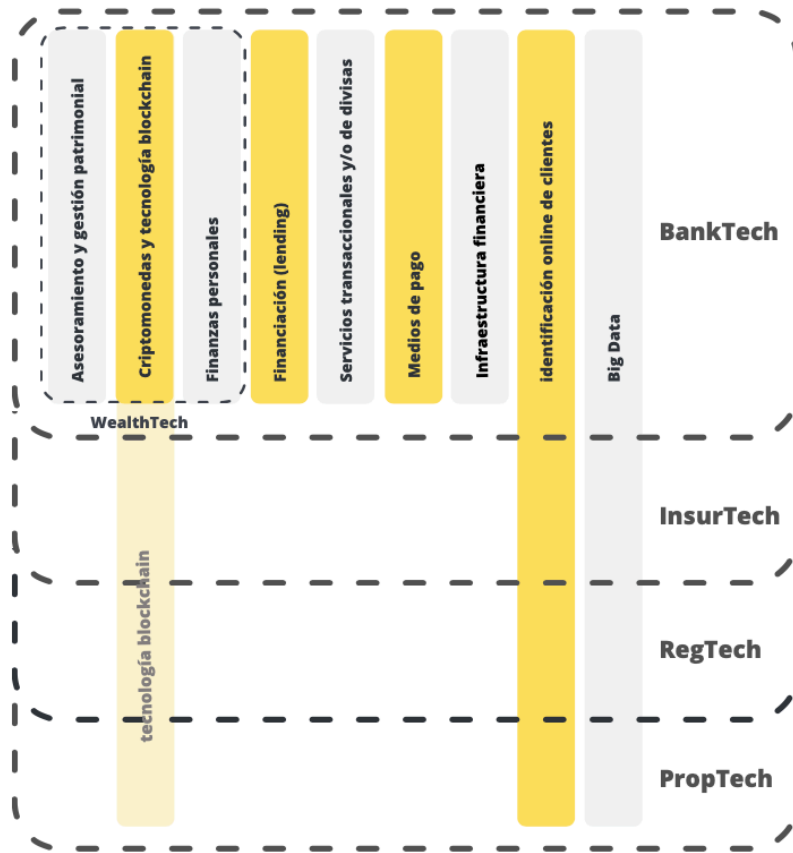 Asesoramiento y gestión patrimonial
Criptomonedas y tecnología blockchain
Finanzas personales
Financiación (lending)
Servicios transaccionales y/o de divisas
Medios de pago
Infraestructura financiera
identificación online de clientes
Big Data
BankTech
WealthTech
tecnología blockchain
InsurTech
RegTech
PropTech